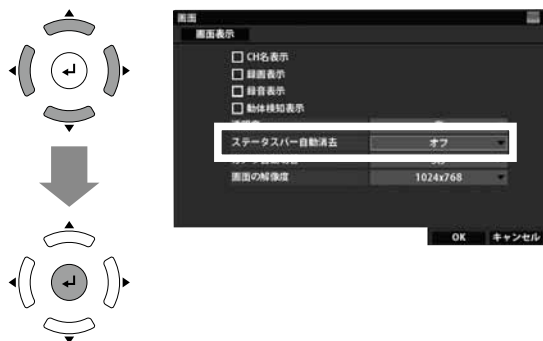 画面
画面表示
CH名表示
録画表示
録音表示
動体検知表示
ステータスバー自動消去 オフ
画面の解像度 1024x768
OK キャンセル